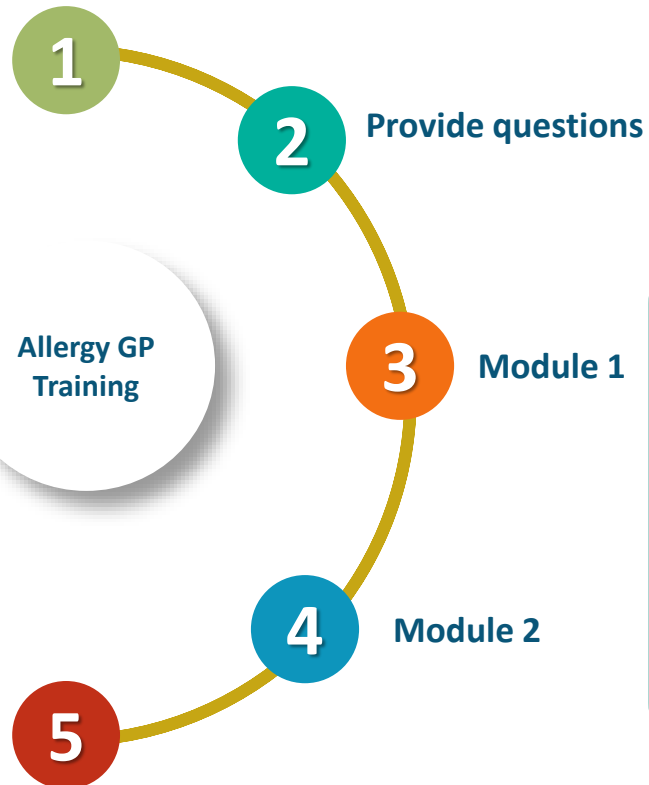 1
2
Provide questions
Allergy GP
Training
3
Module 1
4
Module 2
5